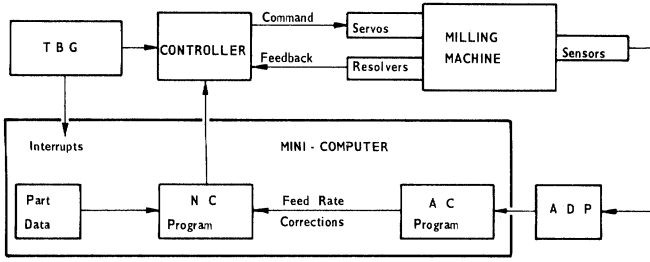 T B G
CONTROLLER
Command
Feedback
Servos
Resolvers
MILLING
MACHINE
Sensors
Interrupts
MINI - COMPUTER
Part
Data
N C
Program
Feed Rate
Corrections
A C
Program
A D P